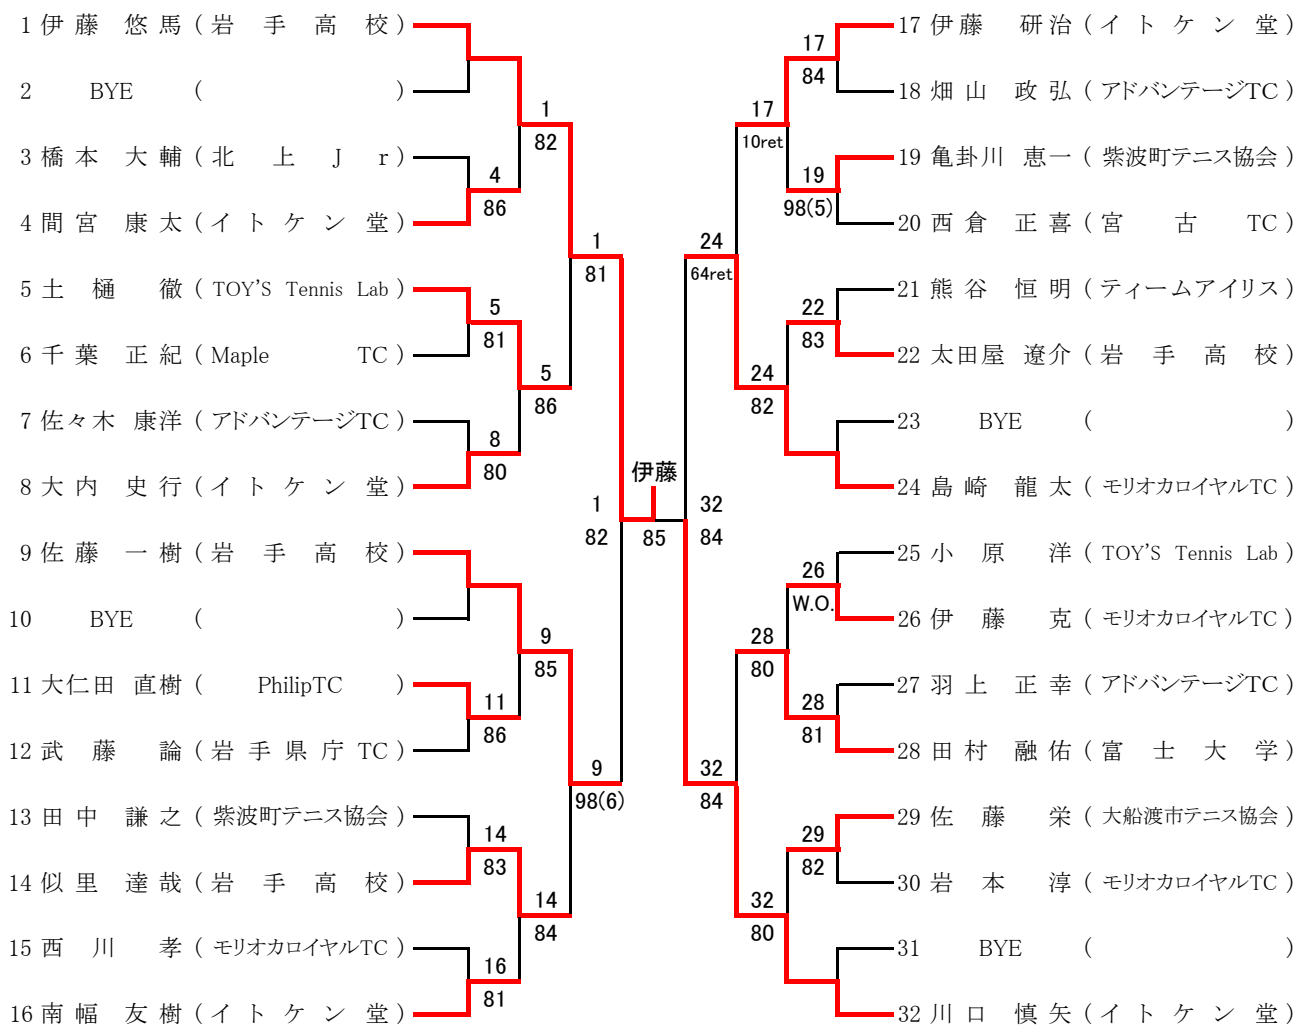 1 伊藤 悠馬 (岩手高校)
2 BYE ( )
3 橋本 大輔 (北上Jr)
4 間宮 康太 (イトケン堂)
5 土樋 徹 (TOY'S Tennis Lab)
6 千葉 正紀 (Maple TC)
7 佐々木 康洋 (アドバンテージTC)
8 大内 史行 (イトケン堂)
9 佐藤 一樹 (岩手高校)
10 BYE ( )
11 大仁田 直樹 (PhilipTC)
12 武藤 論 (岩手県庁TC)
13 田中 謙之 (紫波町テニス協会)
14 似里 達哉 (岩手高校)
15 西川 孝 (モリオカロイヤルTC)
16 南幅 友樹 (イトケン堂)
1
82
4
86
5
81
8
80
5
86
1
81
9
85
11
86
14
83
16
81
14
84
9
98(6)
1
82
伊藤
85
32
84
24
64ret
17
10ret
17
84
19
98(5)
22
83
24
82
26
W.O.
28
80
28
81
32
84
29
82
32
80
17 伊藤 研治 (イトケン堂)
18 畑山 政弘 (アドバンテージTC)
19 亀卦川 恵一 (紫波町テニス協会)
20 西倉 正喜 (宮古TC)
21 熊谷 恒明 (ティームアイリス)
22 太田屋 遼介 (岩手高校)
23 BYE ( )
24 島崎 龍太 (モリオカロイヤルTC)
25 小原 洋 (TOY'S Tennis Lab)
26 伊藤 克 (モリオカロイヤルTC)
27 羽上 正幸 (アドバンテージTC)
28 田村 融佑 (富士大学)
29 佐藤 栄 (大船渡市テニス協会)
30 岩本 淳 (モリオカロイヤルTC)
31 BYE ( )
32 川口 慎矢 (イトケン堂)